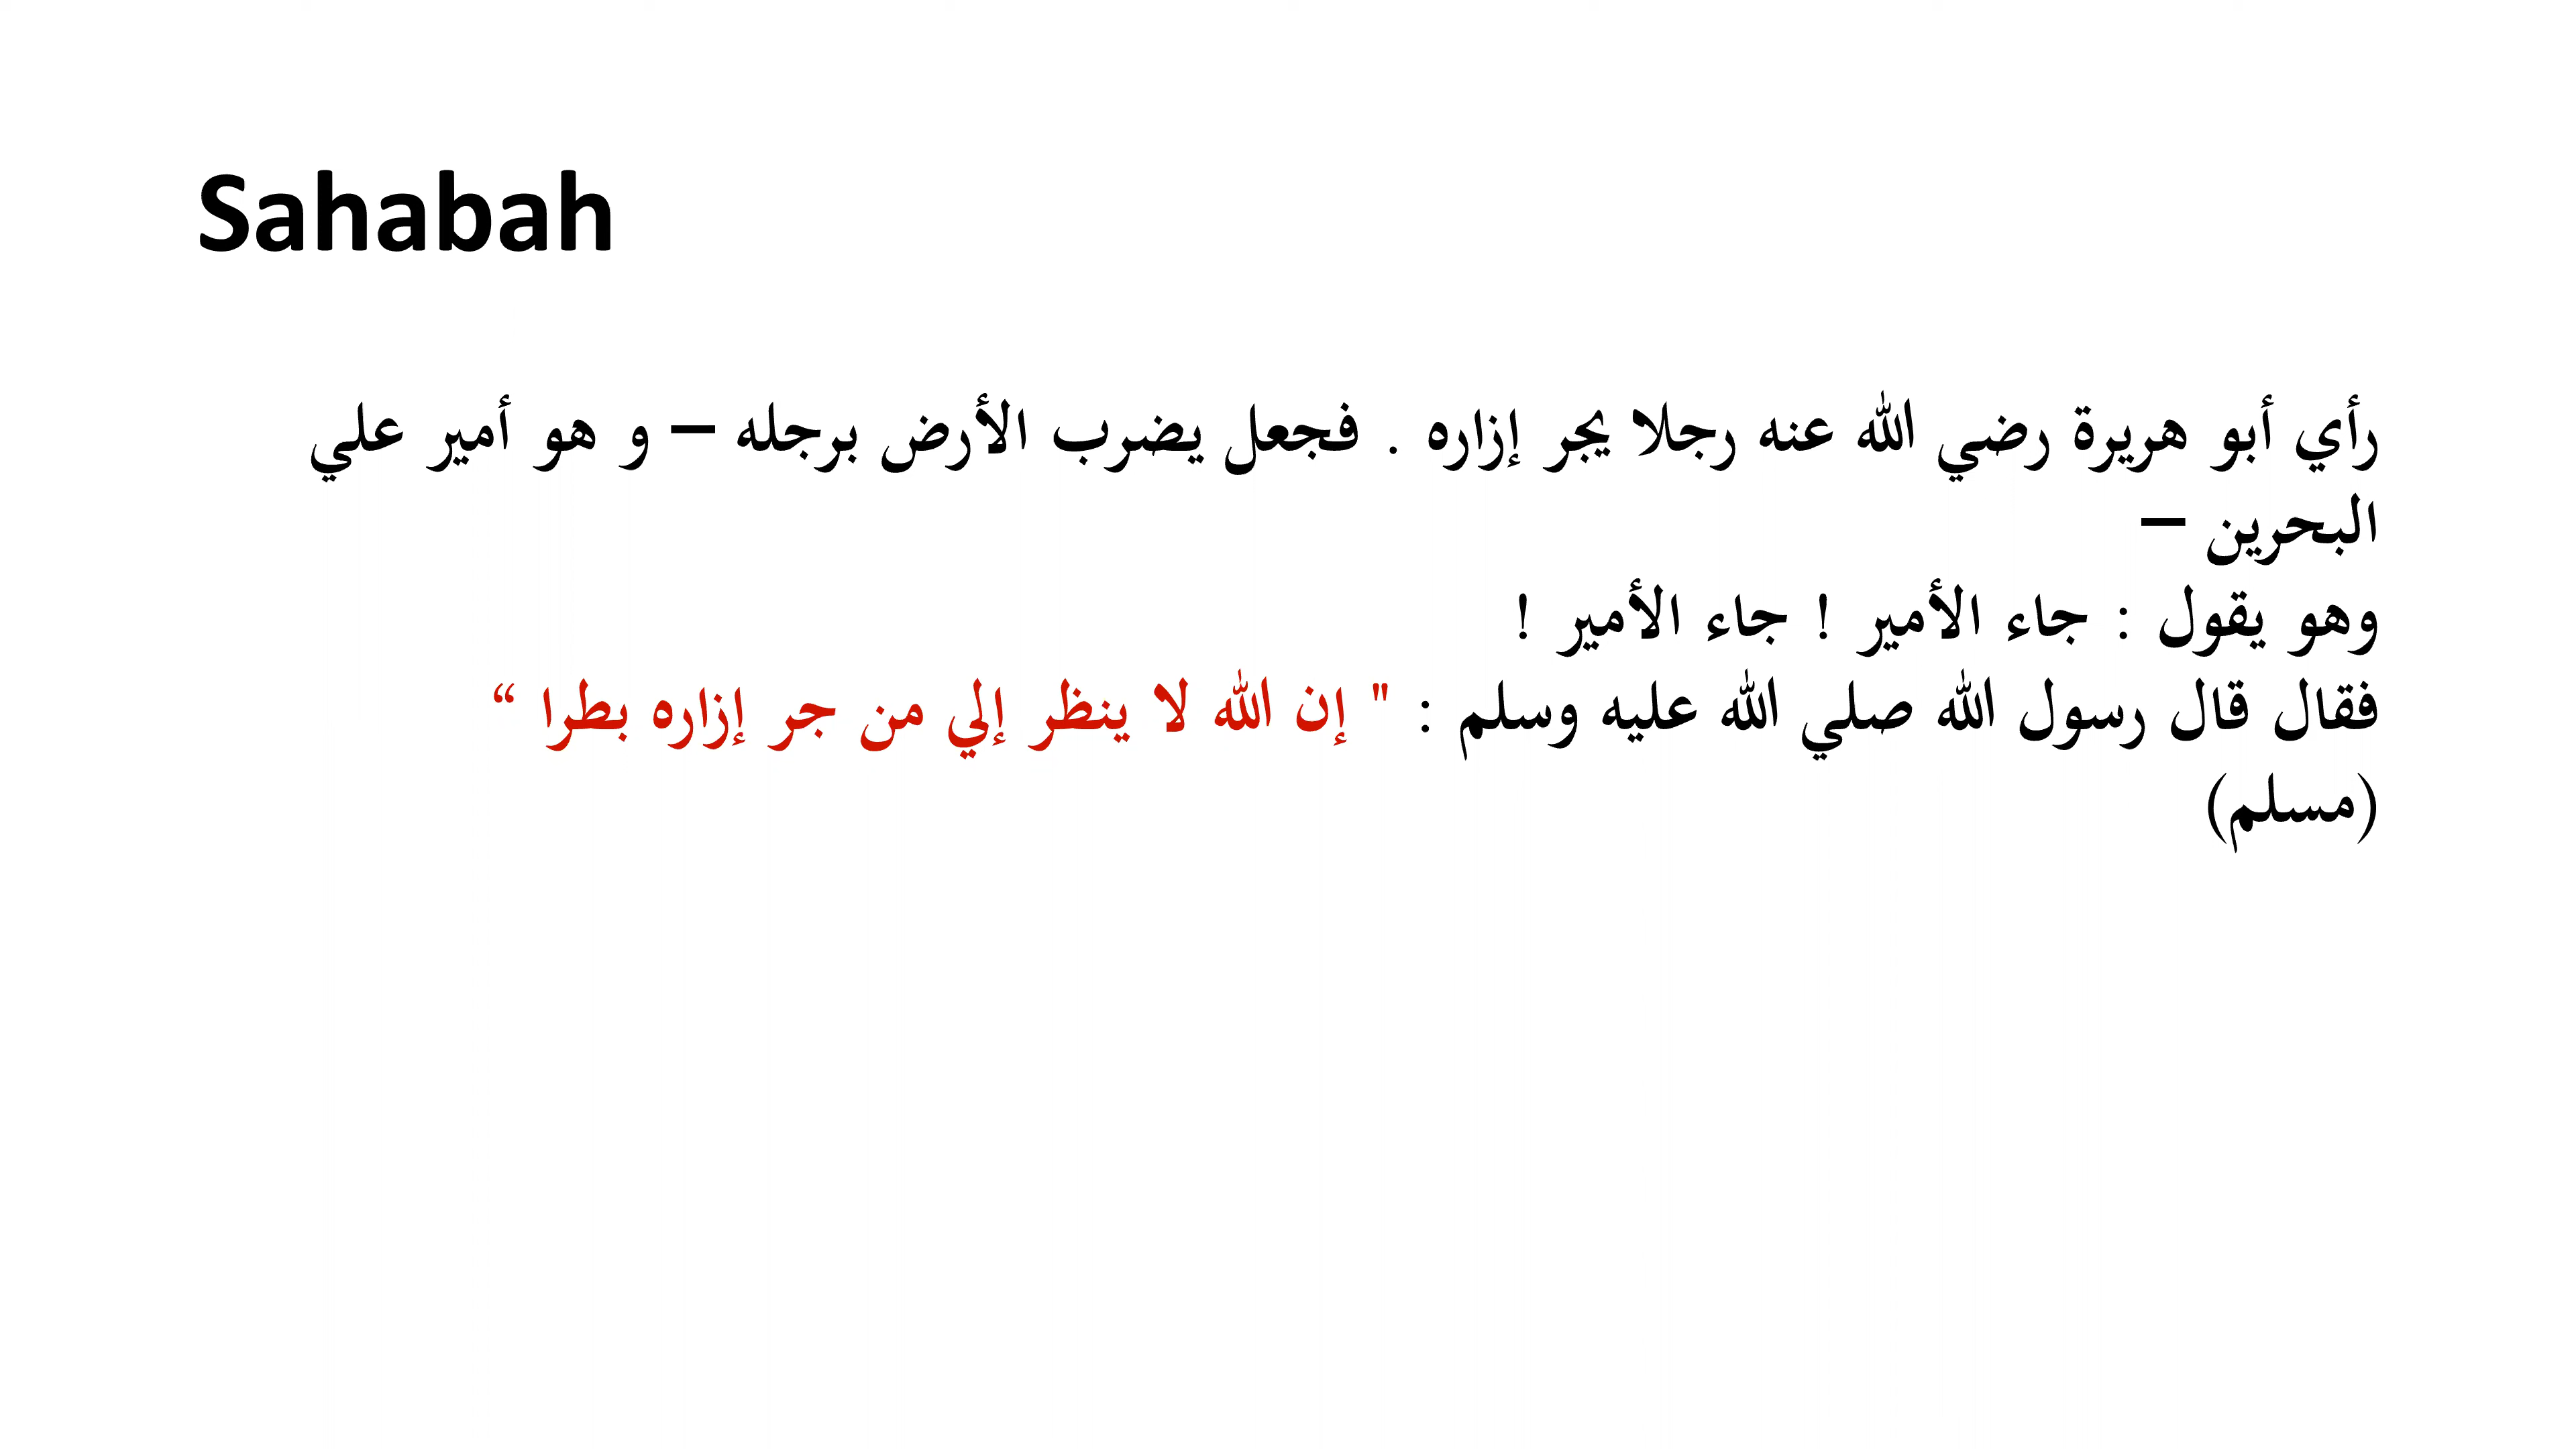 Sahabah
رأي أبو هريرة رضي الله عنه رجلا يجر إزاره . فجعل يضرب الأرض برجله – و هو أمير علي
البحرين –
وهو يقول : جاء الأمير ! جاء الأمير !
فقال قال رسول الله صلي الله عليه وسلم : " إن الله لا ينظر إلي من جر إزاره بطرا “
(مسلم)